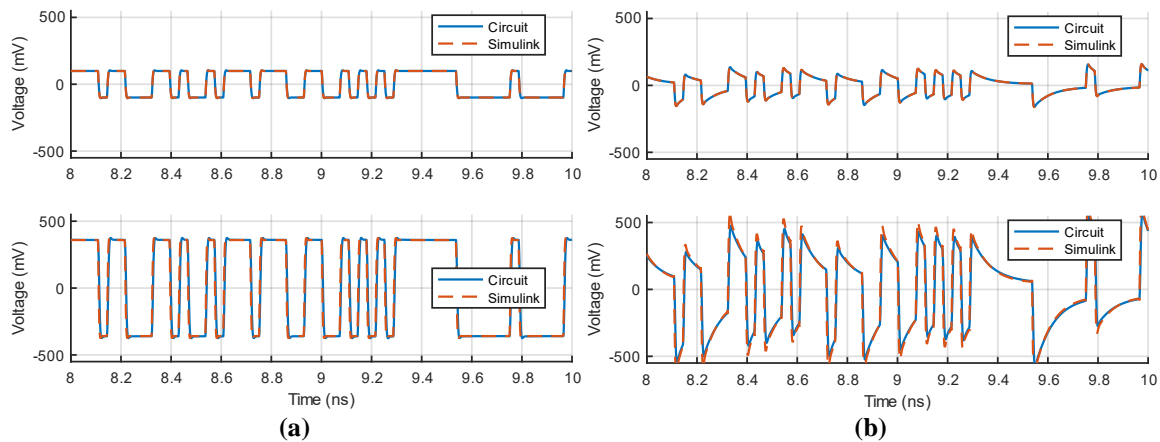 500
0
-500
Voltage (mV)
Circuit
Simulink
8 8.2 8.4 8.6 8.8 9 9.2 9.4 9.6 9.8 10
500
0
-500
Voltage (mV)
Circuit
Simulink
8 8.2 8.4 8.6 8.8 9 9.2 9.4 9.6 9.8 10
Time (ns)
(a)
500
0
-500
Voltage (mV)
Circuit
Simulink
8 8.2 8.4 8.6 8.8 9 9.2 9.4 9.6 9.8 10
500
0
-500
Voltage (mV)
Circuit
Simulink
8 8.2 8.4 8.6 8.8 9 9.2 9.4 9.6 9.8 10
Time (ns)
(b)